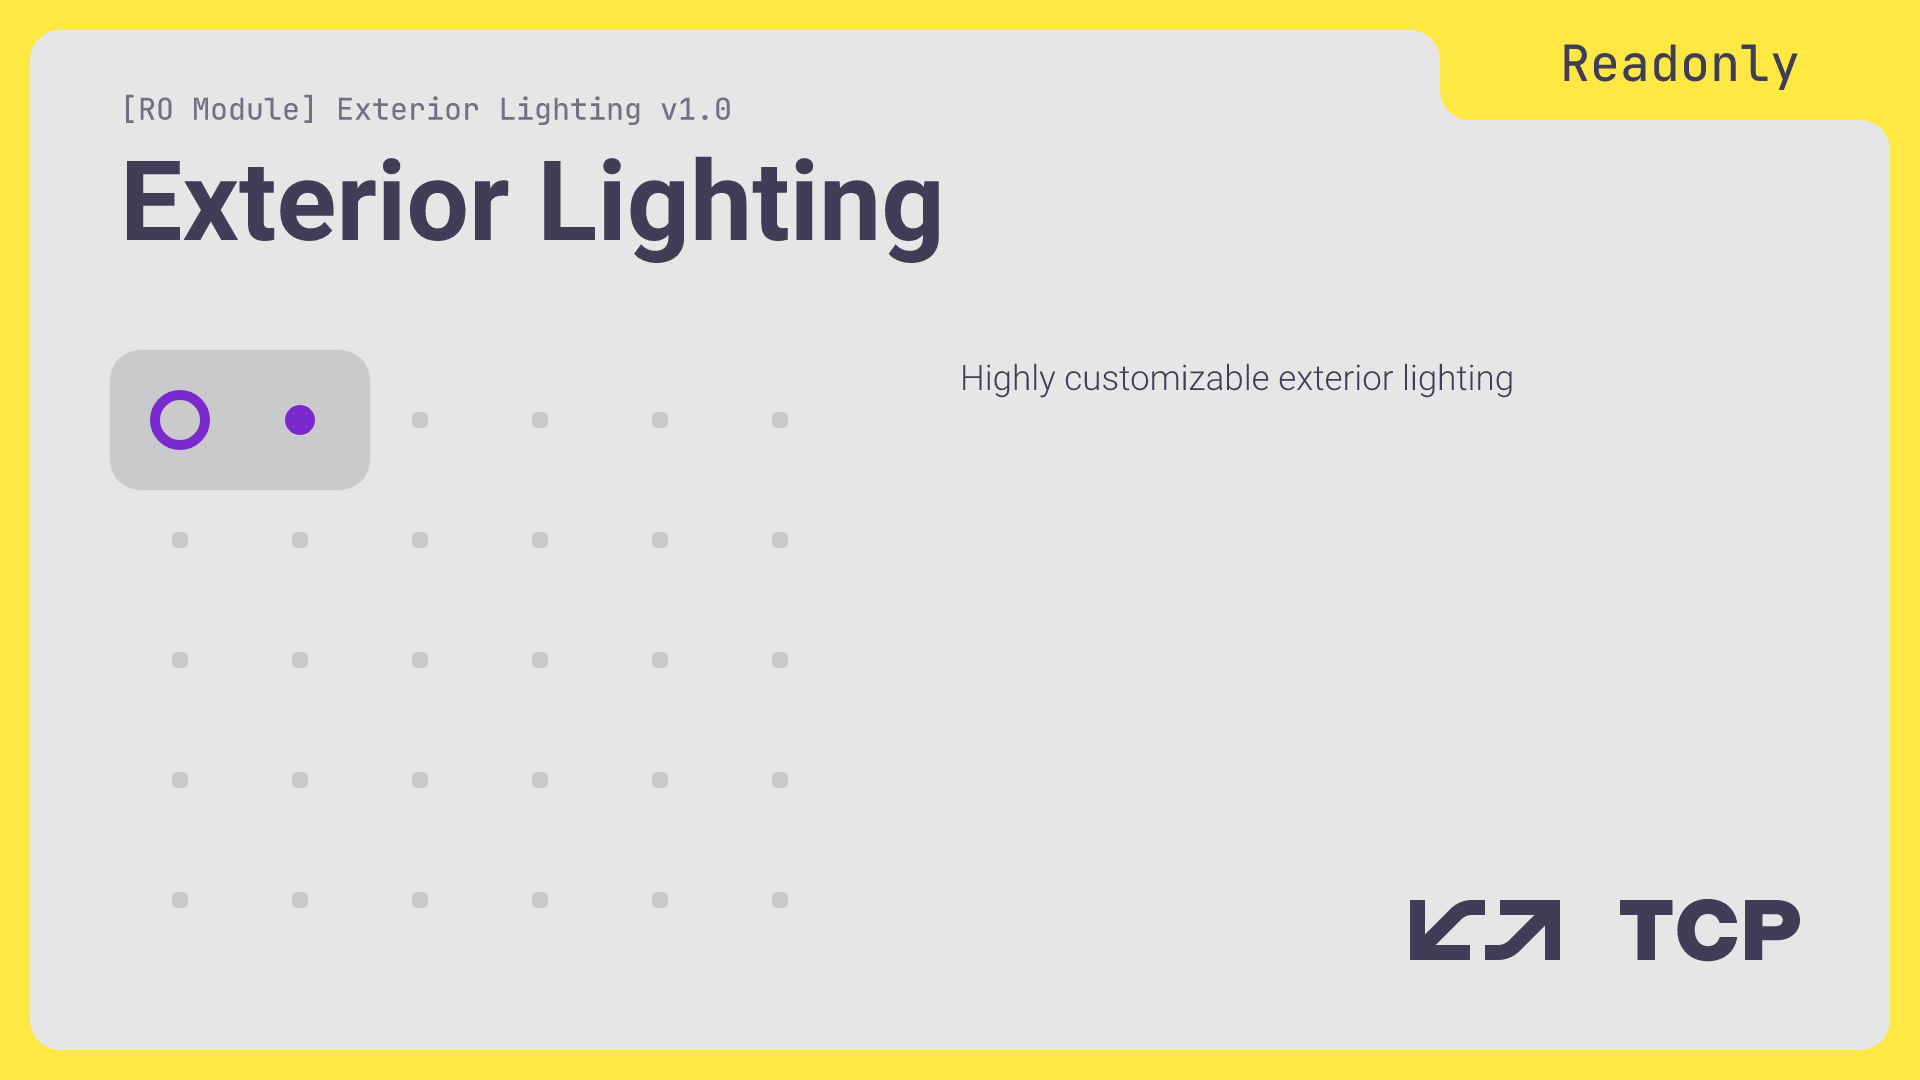 Readonly
[RO Module] Exterior Lighting v1.0
Exterior Lighting
Highly customizable exterior lighting
TCP